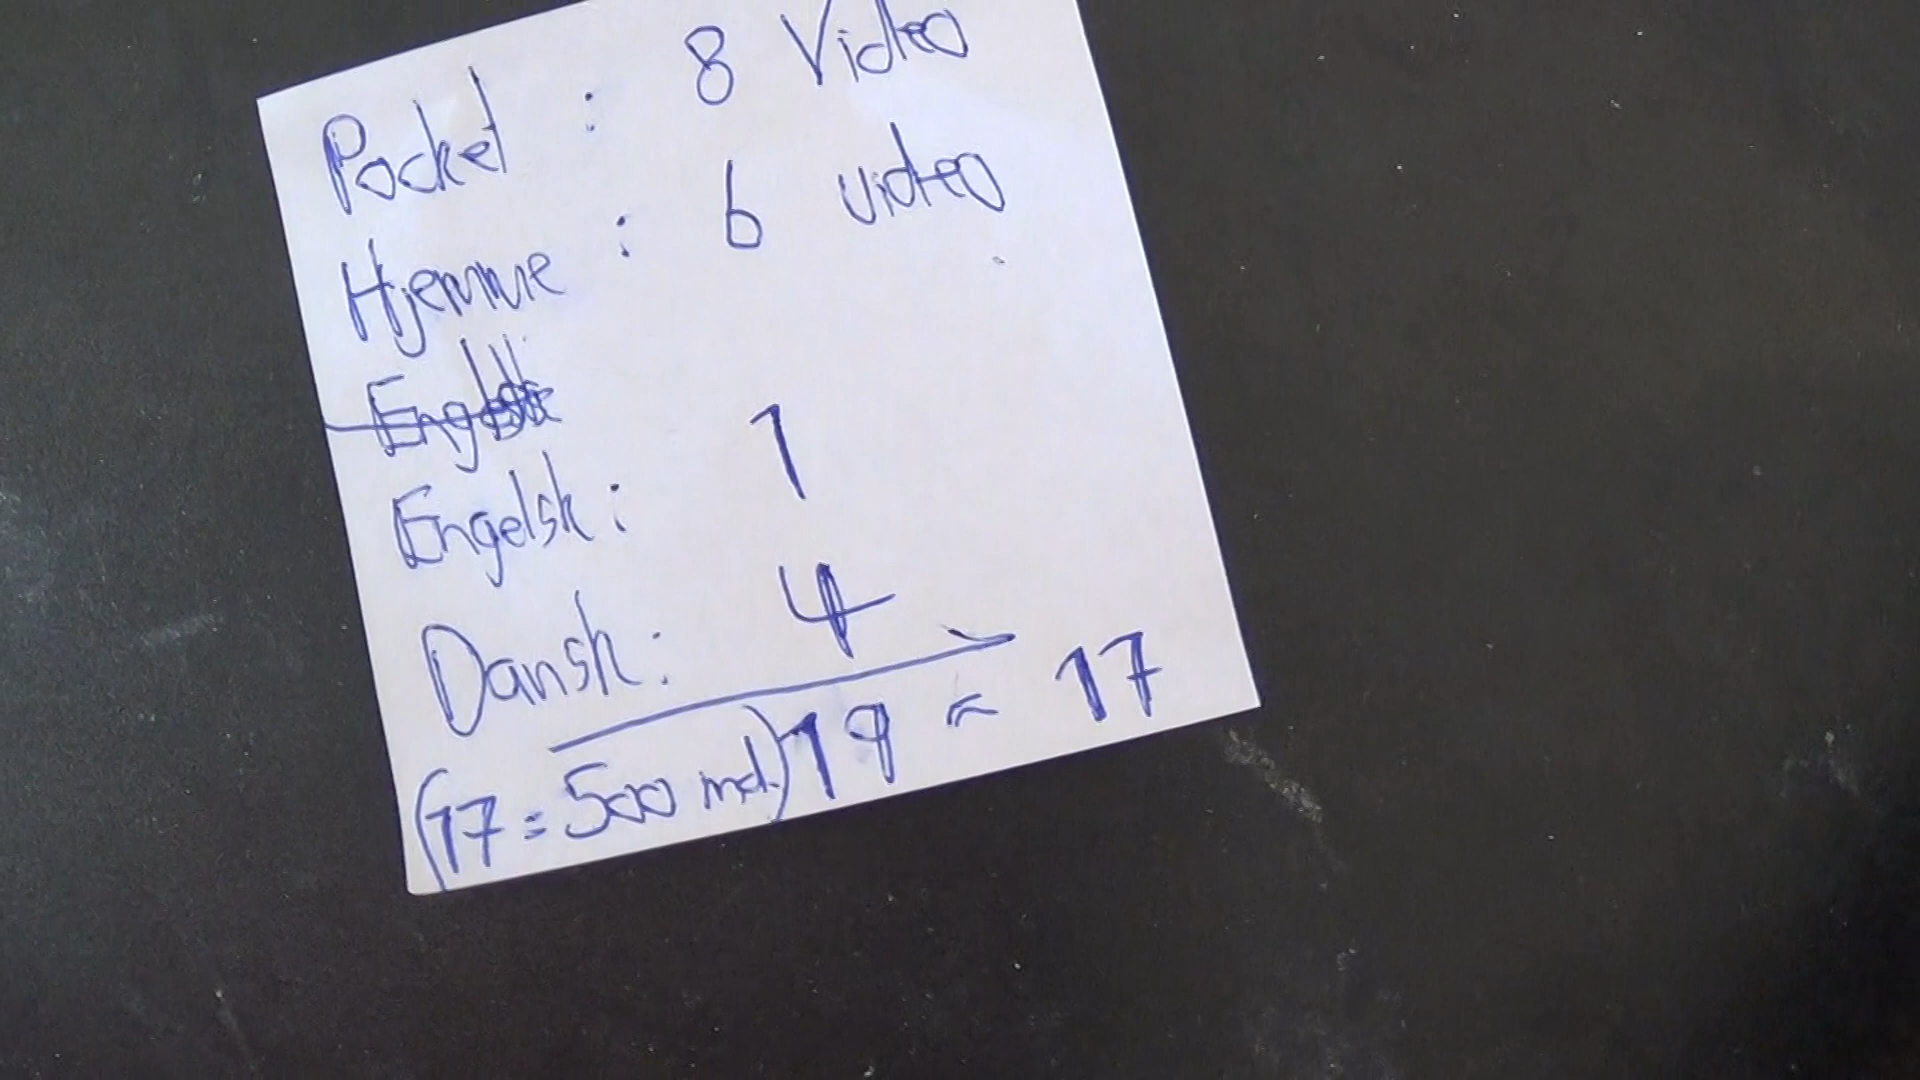 Pocket : 8 Video
Hjemme : 6 video
Engelsk : 1
Dansk : 4
(17 = 500 md.) 19 ~ 17